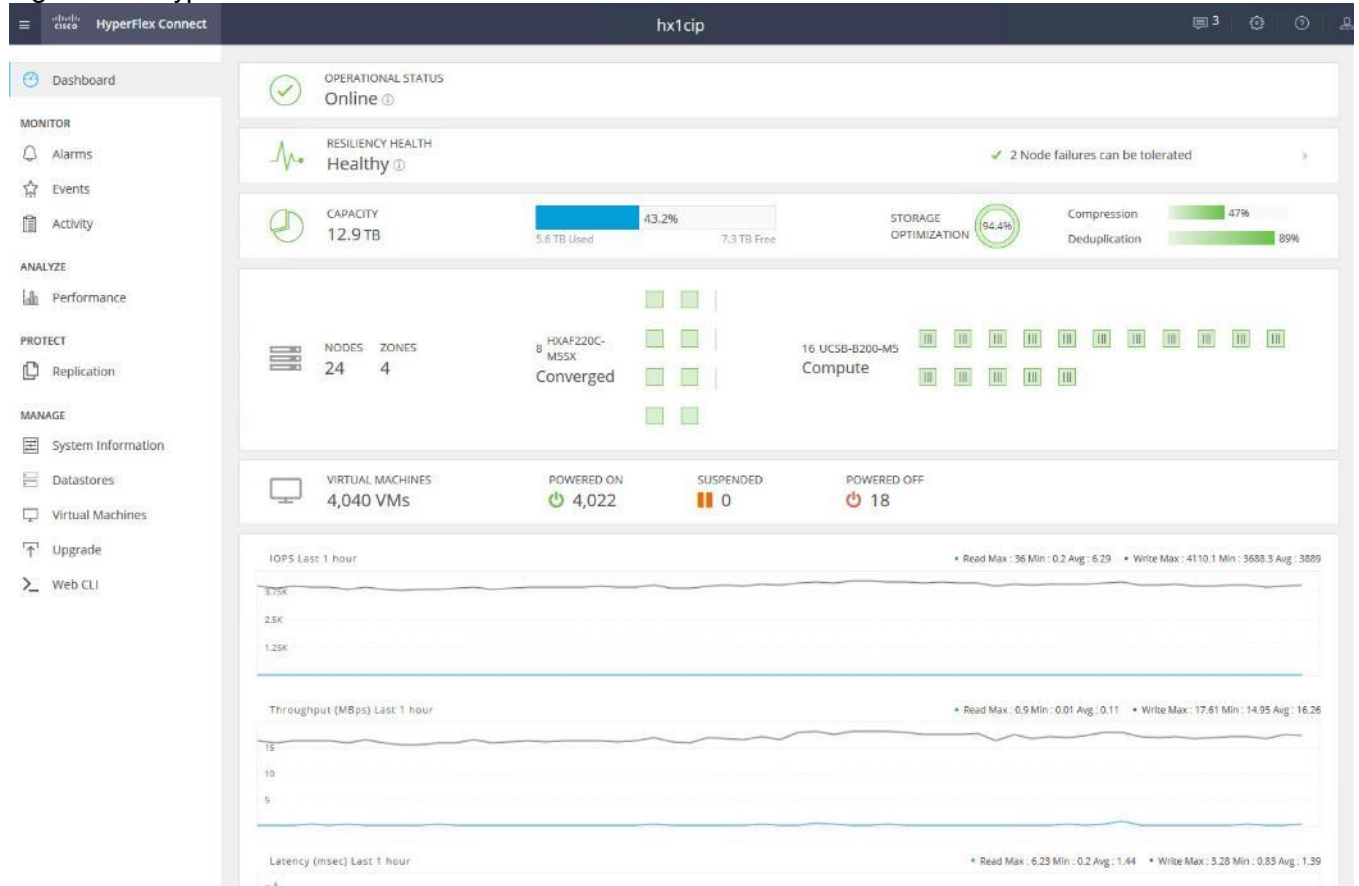 cisco HyperFlex Connect
hx1cip
3
Dashboard
MONITOR
Alarms
Events
Activity
ANALYZE
Performance
PROTECT
Replication
MANAGE
System Information
Datastores
Virtual Machines
Upgrade
Web CLI
OPERATIONAL STATUS
Online
RESILIENCY HEALTH
Healthy
2 Node failures can be tolerated
CAPACITY
12.9 TB
43.2%
5.6 TB Used 7.3 TB Free
STORAGE
OPTIMIZATION
94.4%
Compression 47%
Deduplication 89%
NODES ZONES
24 4
8 HXAF220C-
M5SX
Converged
16 UCSB-B200-M5
Compute
VIRTUAL MACHINES
4,040 VMs
POWERED ON
4,022
SUSPENDED
0
POWERED OFF
18
IOPS Last 1 hour
Read Max : 36 Min : 0.2 Avg : 6.29 • Write Max : 4110.1 Min : 3688.3 Avg : 3889
3.75K
2.5K
1.25K
Throughput (MBps) Last 1 hour
Read Max : 0.9 Min : 0.01 Avg : 0.11 • Write Max : 17.61 Min : 14.95 Avg : 16.26
15
10
5
Latency (msec) Last 1 hour
Read Max : 6.23 Min : 0.2 Avg : 1.44 • Write Max : 3.28 Min : 0.83 Avg : 1.39